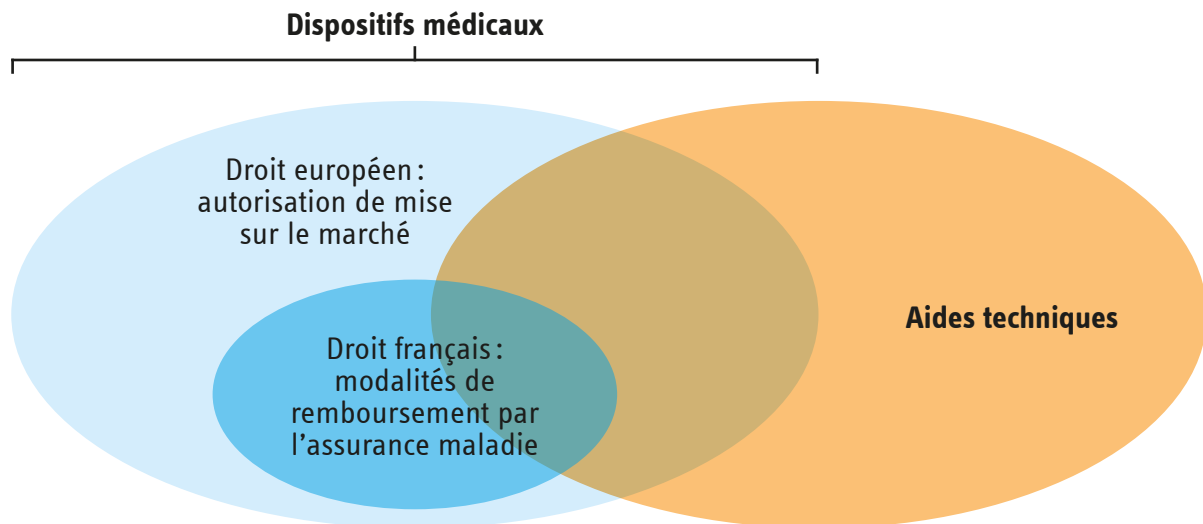 Dispositifs médicaux
Droit européen :
autorisation de mise
sur le marché
Aides techniques
Droit français :
modalités de
remboursement par
l’assurance maladie